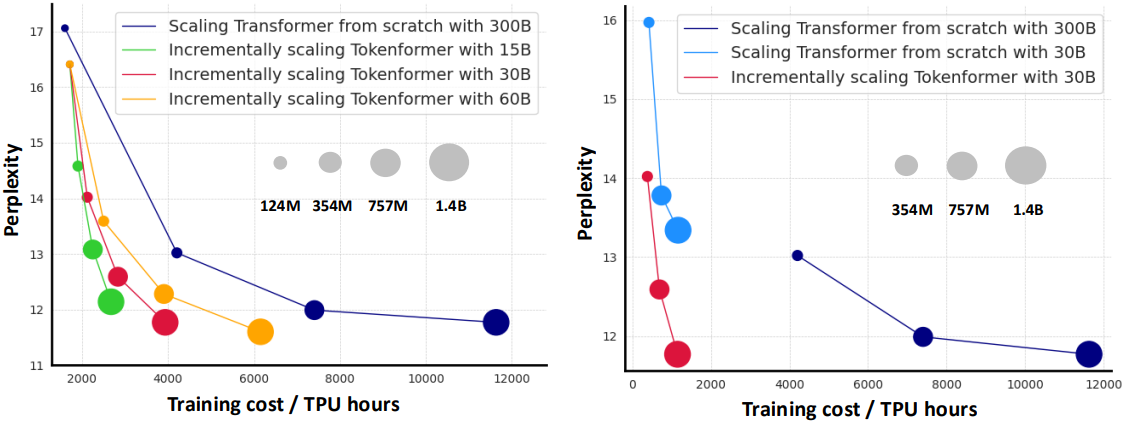 Perplexity
17
16
15
14
13
12
11
Scaling Transformer from scratch with 300B
Incrementally scaling Tokenformer with 15B
Incrementally scaling Tokenformer with 30B
Incrementally scaling Tokenformer with 60B
124M 354M 757M 1.4B
2000 4000 6000 8000 10000 12000
Training cost / TPU hours
Perplexity
16
15
14
13
12
Scaling Transformer from scratch with 300B
Scaling Transformer from scratch with 30B
Incrementally scaling Tokenformer with 30B
354M 757M 1.4B
0 2000 4000 6000 8000 10000 12000
Training cost / TPU hours